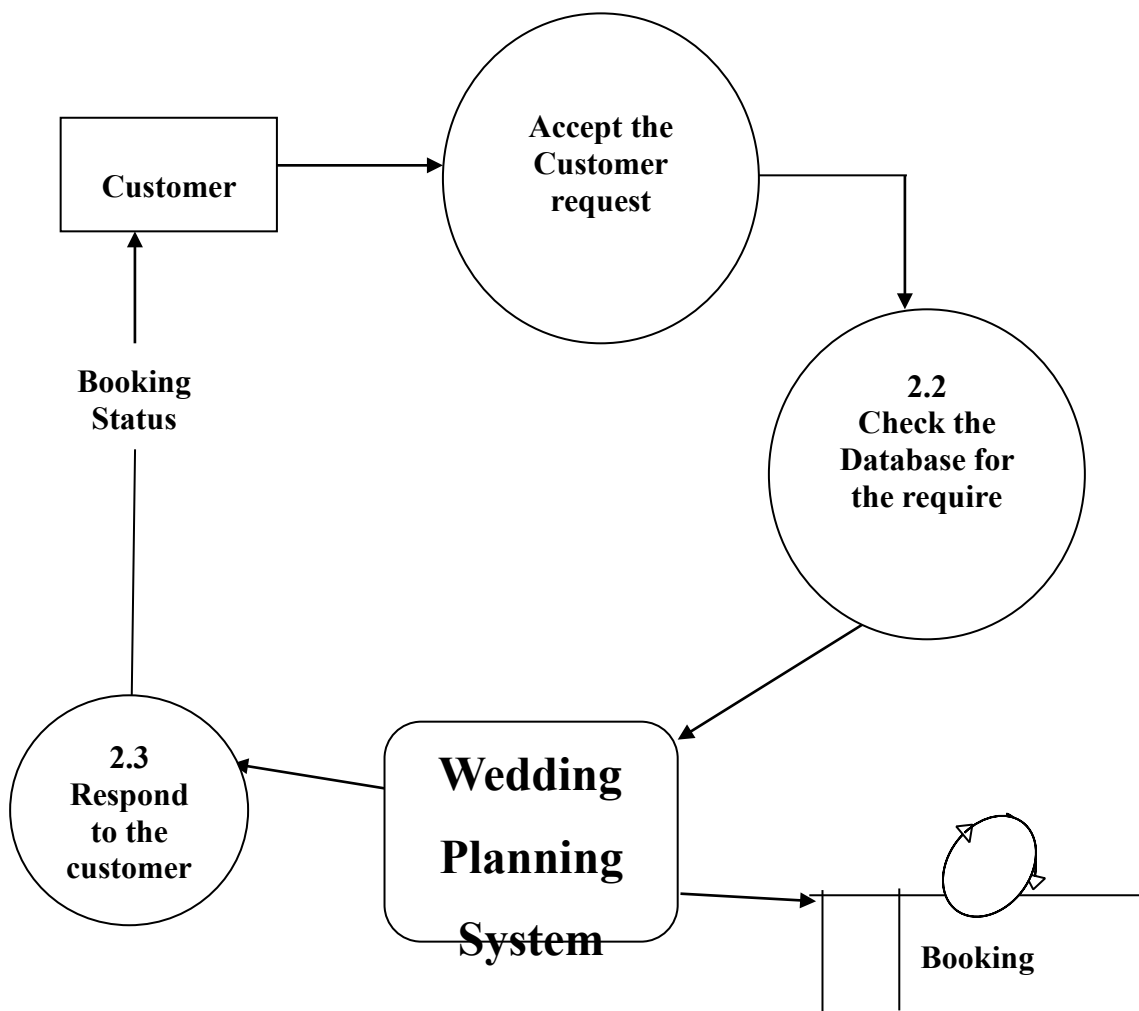 Accept the
Customer
request
Customer
2.2
Check the
Database for
the require
Booking
Status
2.3
Respond
to the
customer
Wedding
Planning
System
Booking